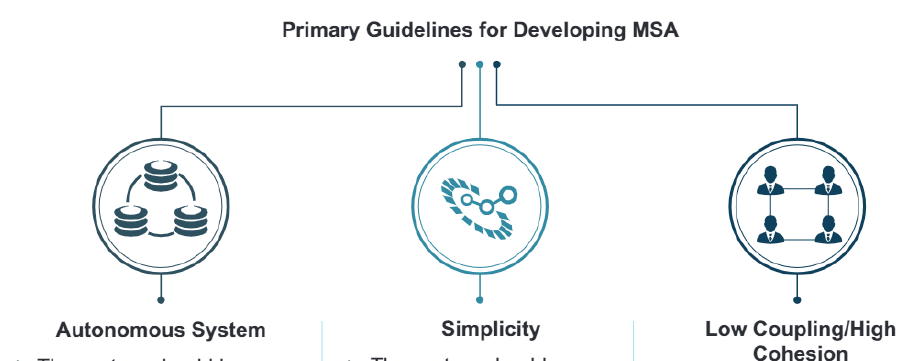 Primary Guidelines for Developing MSA
Autonomous System
Simplicity
Low Coupling/High
Cohesion